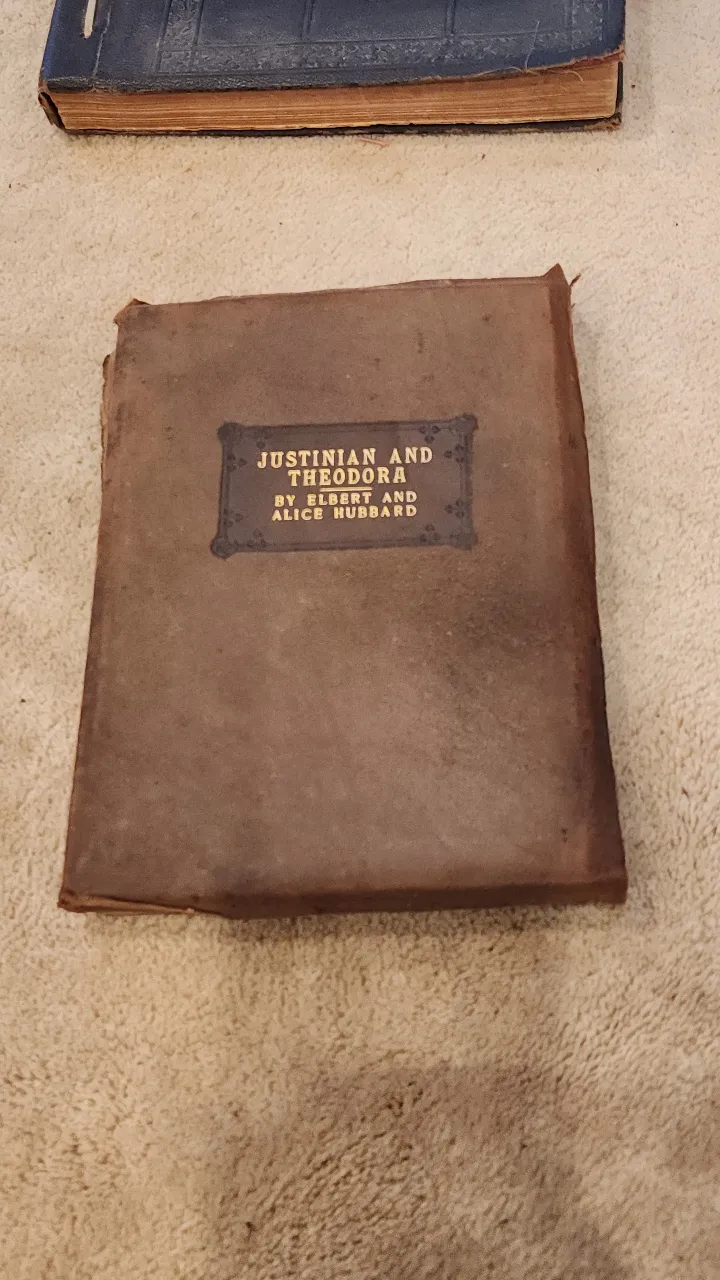 JUSTINIAN AND
THEODORA
BY ELBERT AND
ALICE HUBBARD